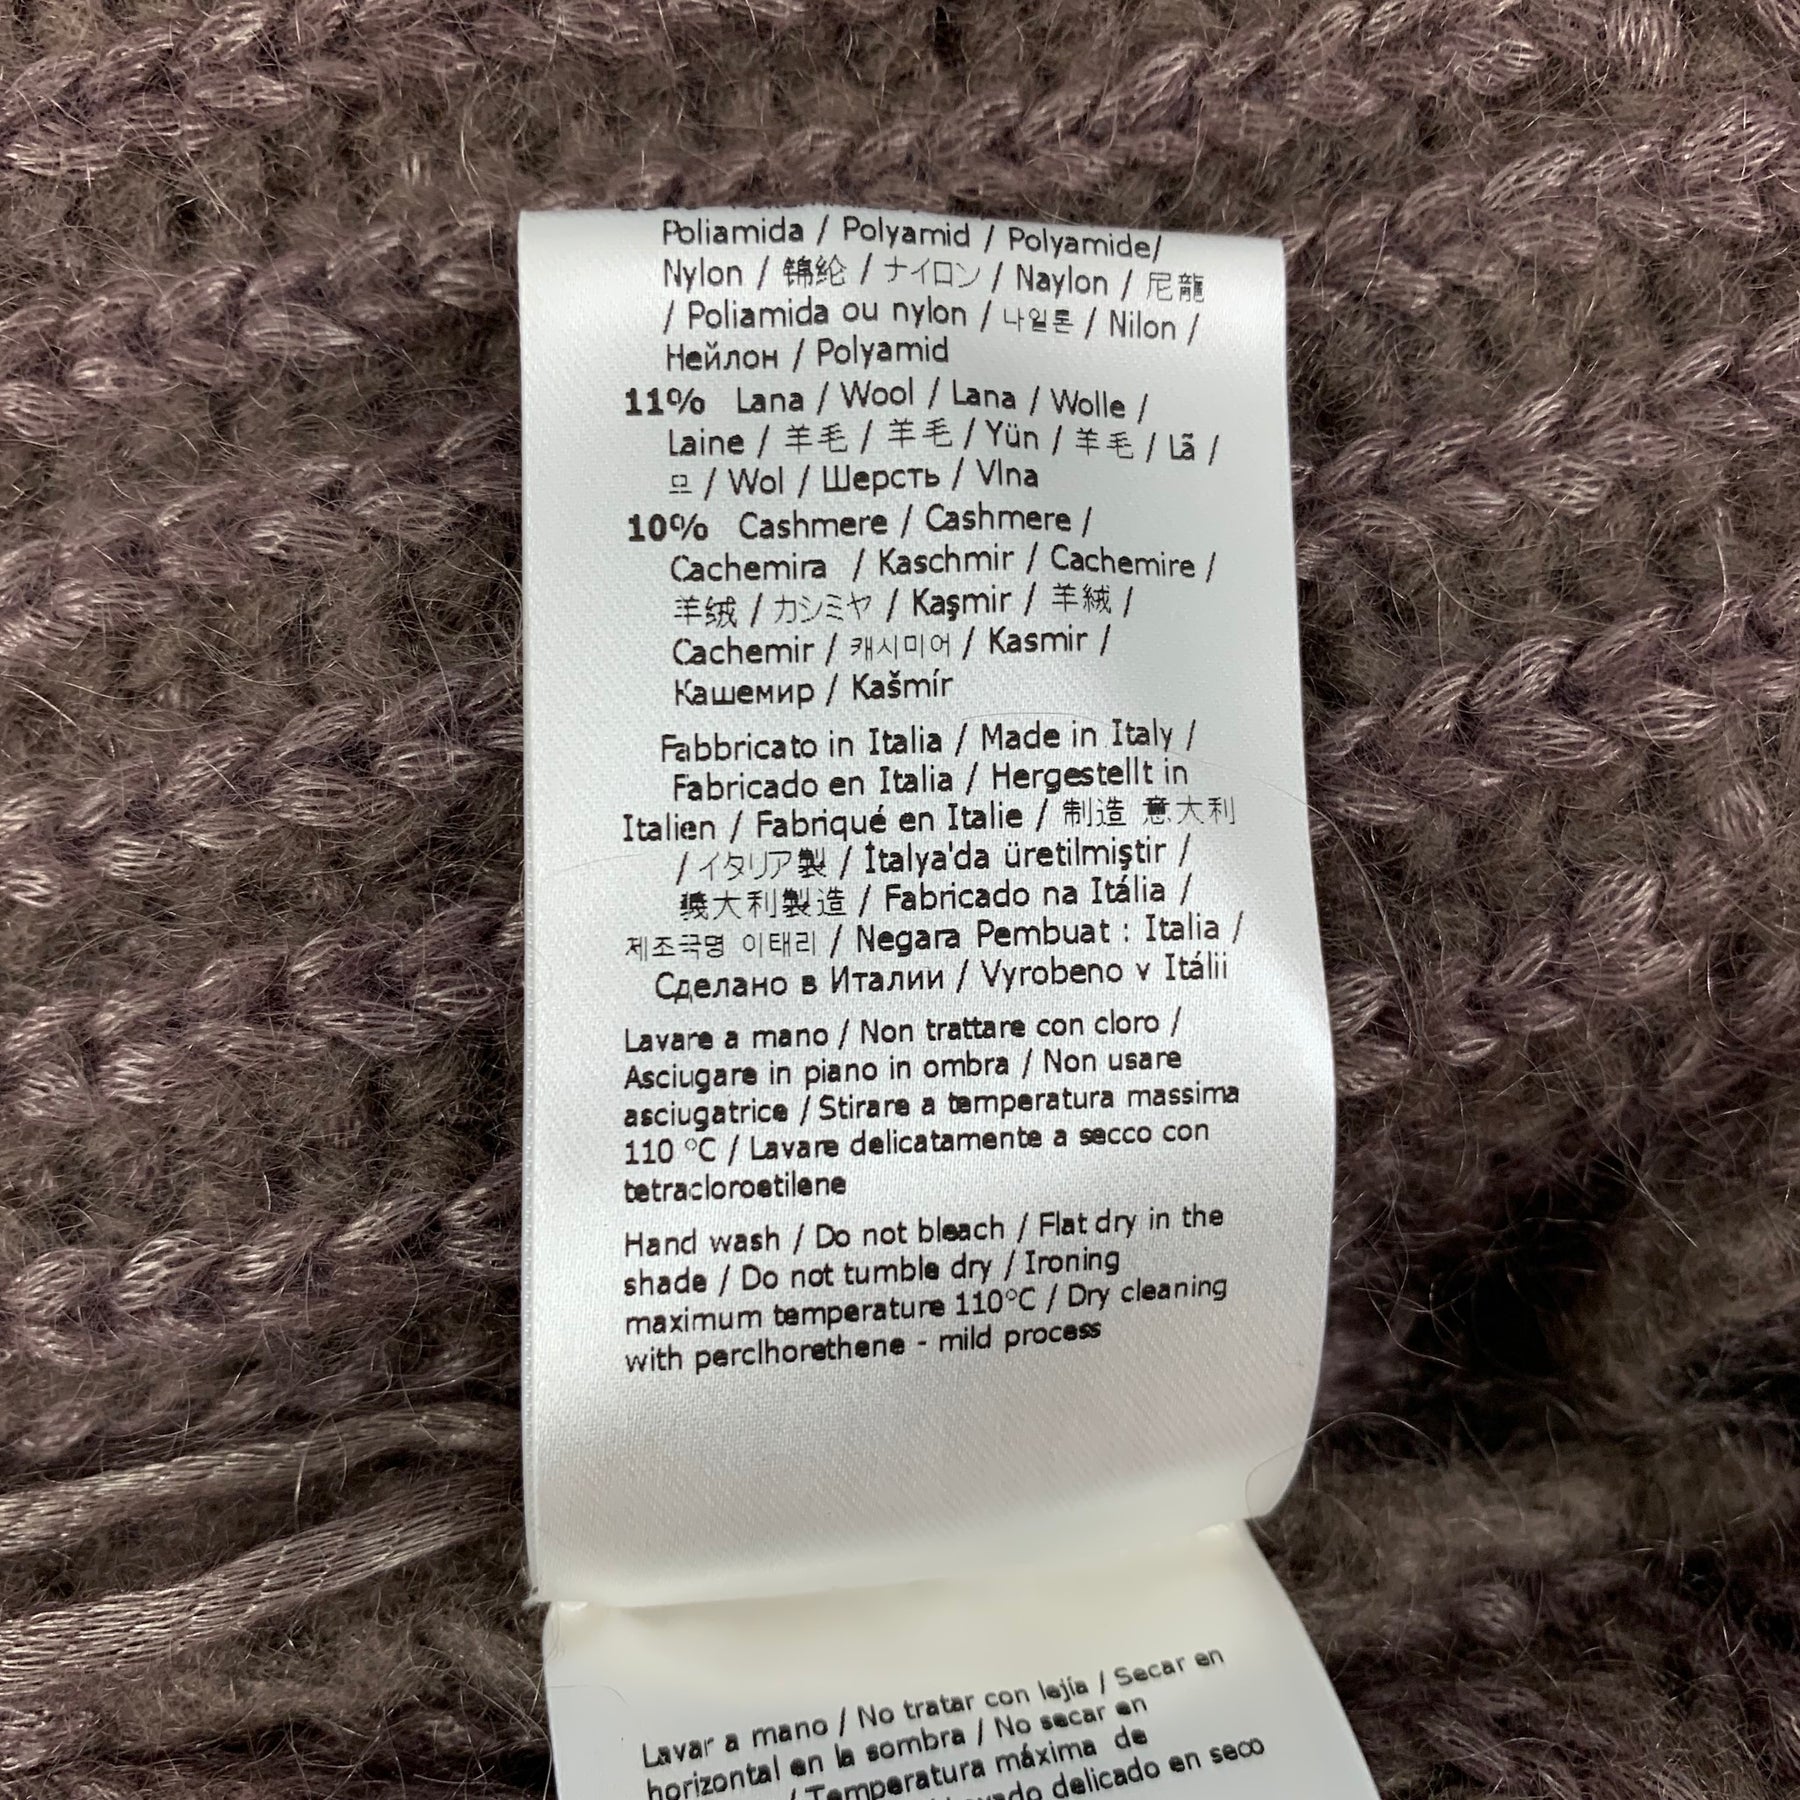 Poliamida / Polyamid / Polyamide/
Nylon / 锦纶 / ナイロン / Naylon / 尼龍
/ Poliamida ou nylon / 나일론 / Nilon /
Нейлон / Polyamid
11% Lana / Wool / Lana / Wolle /
Laine / 羊毛 / 羊毛 / Yün / 羊毛 / Lã /
모 / Wol / Шерсть / Vlna
10% Cashmere / Cashmere /
Cachemira / Kaschmir / Cachemire /
羊绒 / カシミヤ / Kaşmir / 羊絨 /
Cachemir / 캐시미어 / Kasmir /
Кашемир / Kašmír
Fabbricato in Italia / Made in Italy /
Fabricado en Italia / Hergestellt in
Italien / Fabriqué en Italie / 制造 意大利
/ イタリア製 / İtalya'da üretilmiştir /
義大利製造 / Fabricado na Itália /
제조국명 이태리 / Negara Pembuat : Italia /
Сделано в Италии / Vyrobeno v Itálii
Lavare a mano / Non trattare con cloro /
Asciugare in piano in ombra / Non usare
asciugatrice / Stirare a temperatura massima
110 °C / Lavare delicatamente a secco con
tetracloroetilene
Hand wash / Do not bleach / Flat dry in the
shade / Do not tumble dry / Ironing
maximum temperature 110°C / Dry cleaning
with perclhorethene - mild process
Lavar a mano / No tratar con lejía / Secar en
horizontal en la sombra / No secar en
/ Temperatura máxima de
delicado en seco